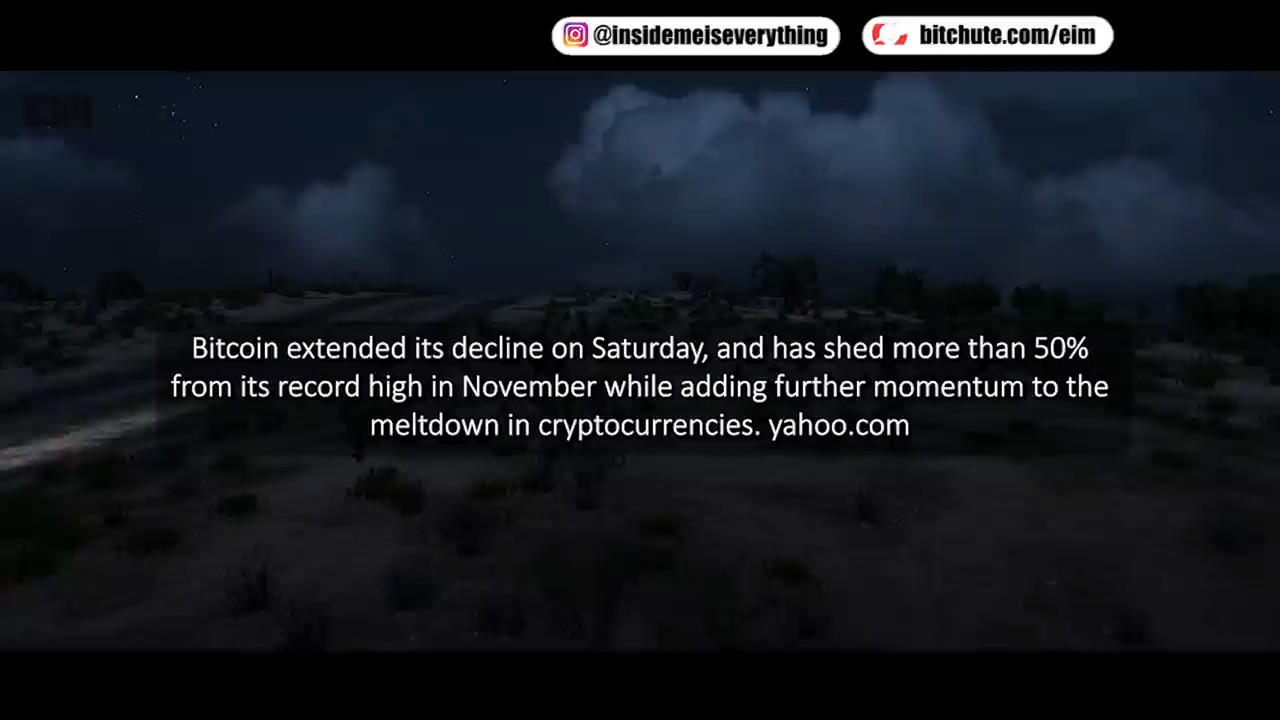 @insidemeiseverything
bitchute.com/eim
Bitcoin extended its decline on Saturday, and has shed more than 50%
from its record high in November while adding further momentum to the
meltdown in cryptocurrencies. yahoo.com